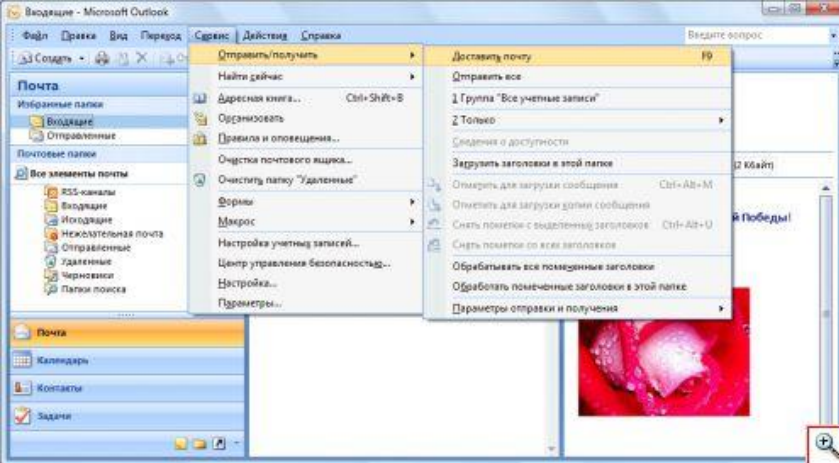 Входящие - Microsoft Outlook
Файл Правка Вид Переход Сервис Действия Справка
Введите вопрос
Создать
Почта
Избранные папки
Входящие
Отправленные
Почтовые папки
Все элементы почты
RSS-каналы
Входящие
Исходящие
Нежелательная почта
Отправленные
Удаленные
Черновики
Папки поиска
Почта
Календарь
Контакты
Задачи
Отправить/получить
Найти сейчас
Адресная книга... Ctrl+Shift+B
Организовать
Правила и оповещения...
Очистка почтового ящика...
Очистить папку "Удаленные"
Формы
Макрос
Настройка учетных записей...
Центр управления безопасностью...
Настройка...
Параметры...
Доставить почту F9
Отправить все
1 Группа "Все учетные записи"
2 Только
Сведения о доступности
Загрузить заголовки в этой папке
Отметить для загрузки сообщения Ctrl+Alt+M
Отметить для загрузки копии сообщения
Снять пометки с выделенных заголовков Ctrl+Alt+U
Снять пометки со всех заголовков
Обрабатывать все помеченные заголовки
Обработать помеченные заголовки в этой папке
Параметры отправки и получения
(2 Кбайт)
й Победы!